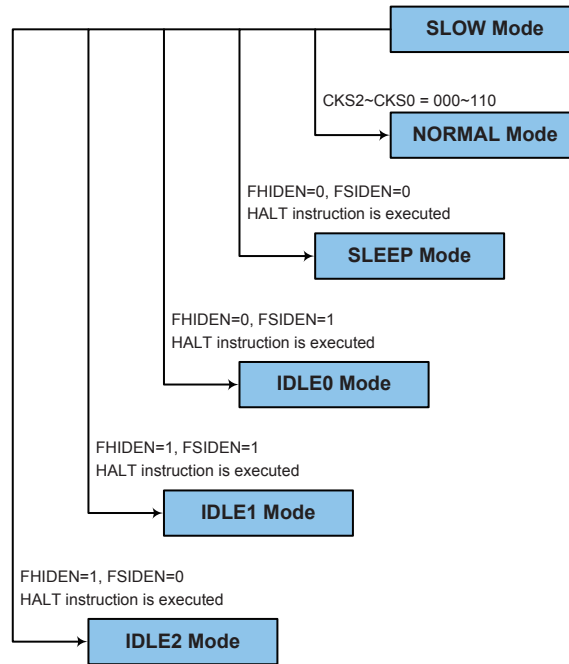 SLOW Mode
CKS2~CKS0 = 000~110
NORMAL Mode
FHIDEN=0, FSIDEN=0
HALT instruction is executed
SLEEP Mode
FHIDEN=0, FSIDEN=1
HALT instruction is executed
IDLE0 Mode
FHIDEN=1, FSIDEN=1
HALT instruction is executed
IDLE1 Mode
FHIDEN=1, FSIDEN=0
HALT instruction is executed
IDLE2 Mode